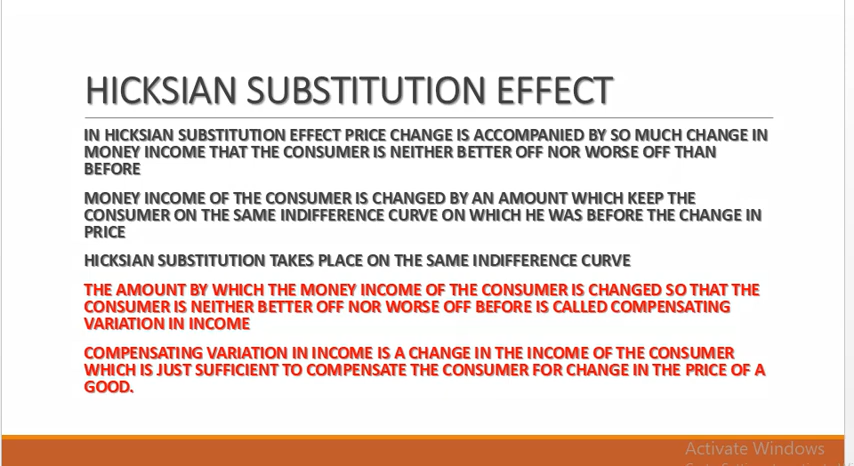 HICKSIAN SUBSTITUTION EFFECT
IN HICKSIAN SUBSTITUTION EFFECT PRICE CHANGE IS ACCOMPANIED BY SO MUCH CHANGE IN
MONEY INCOME THAT THE CONSUMER IS NEITHER BETTER OFF NOR WORSE OFF THAN
BEFORE
MONEY INCOME OF THE CONSUMER IS CHANGED BY AN AMOUNT WHICH KEEP THE
CONSUMER ON THE SAME INDIFFERENCE CURVE ON WHICH HE WAS BEFORE THE CHANGE IN
PRICE
HICKSIAN SUBSTITUTION TAKES PLACE ON THE SAME INDIFFERENCE CURVE
THE AMOUNT BY WHICH THE MONEY INCOME OF THE CONSUMER IS CHANGED SO THAT THE
CONSUMER IS NEITHER BETTER OFF NOR WORSE OFF BEFORE IS CALLED COMPENSATING
VARIATION IN INCOME
COMPENSATING VARIATION IN INCOME IS A CHANGE IN THE INCOME OF THE CONSUMER
WHICH IS JUST SUFFICIENT TO COMPENSATE THE CONSUMER FOR CHANGE IN THE PRICE OF A
GOOD.
Activate Windows